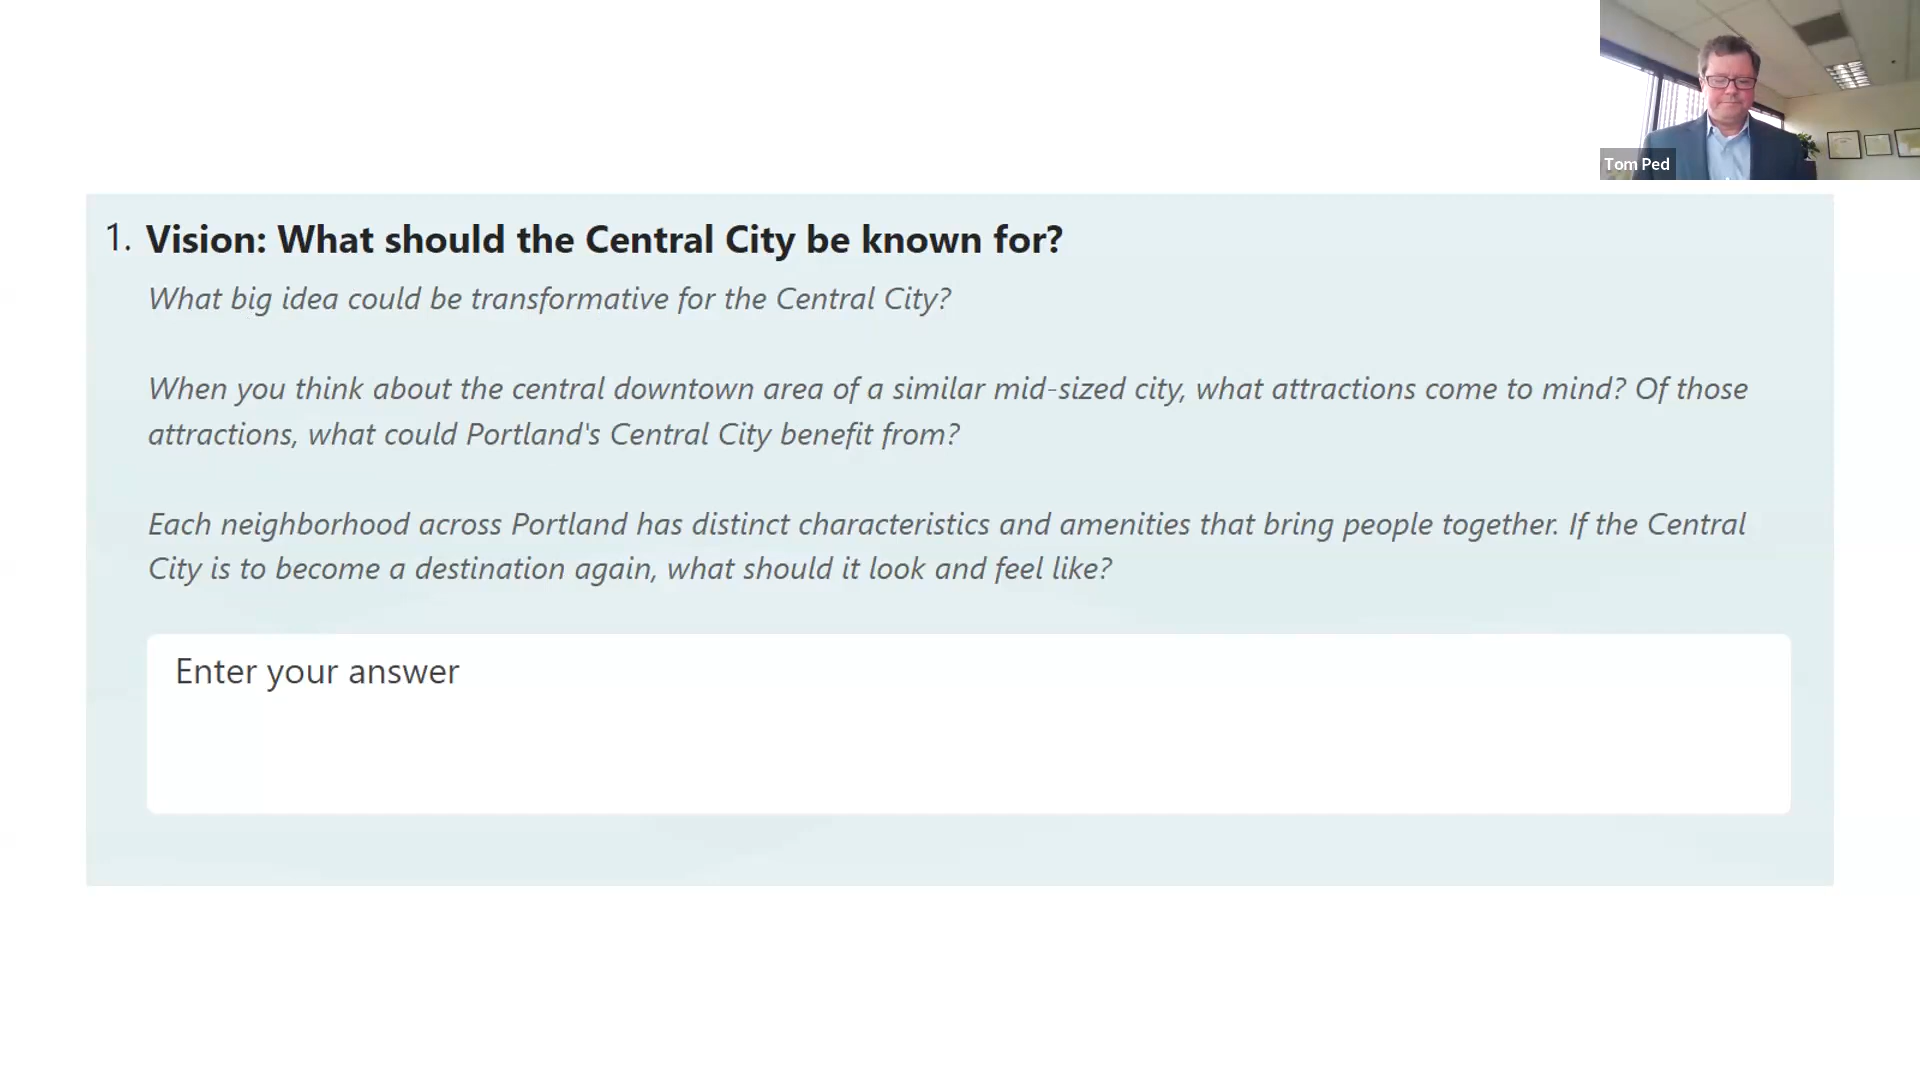 Tom Ped
1. Vision: What should the Central City be known for?
What big idea could be transformative for the Central City?
When you think about the central downtown area of a similar mid-sized city, what attractions come to mind? Of those
attractions, what could Portland's Central City benefit from?
Each neighborhood across Portland has distinct characteristics and amenities that bring people together. If the Central
City is to become a destination again, what should it look and feel like?
Enter your answer